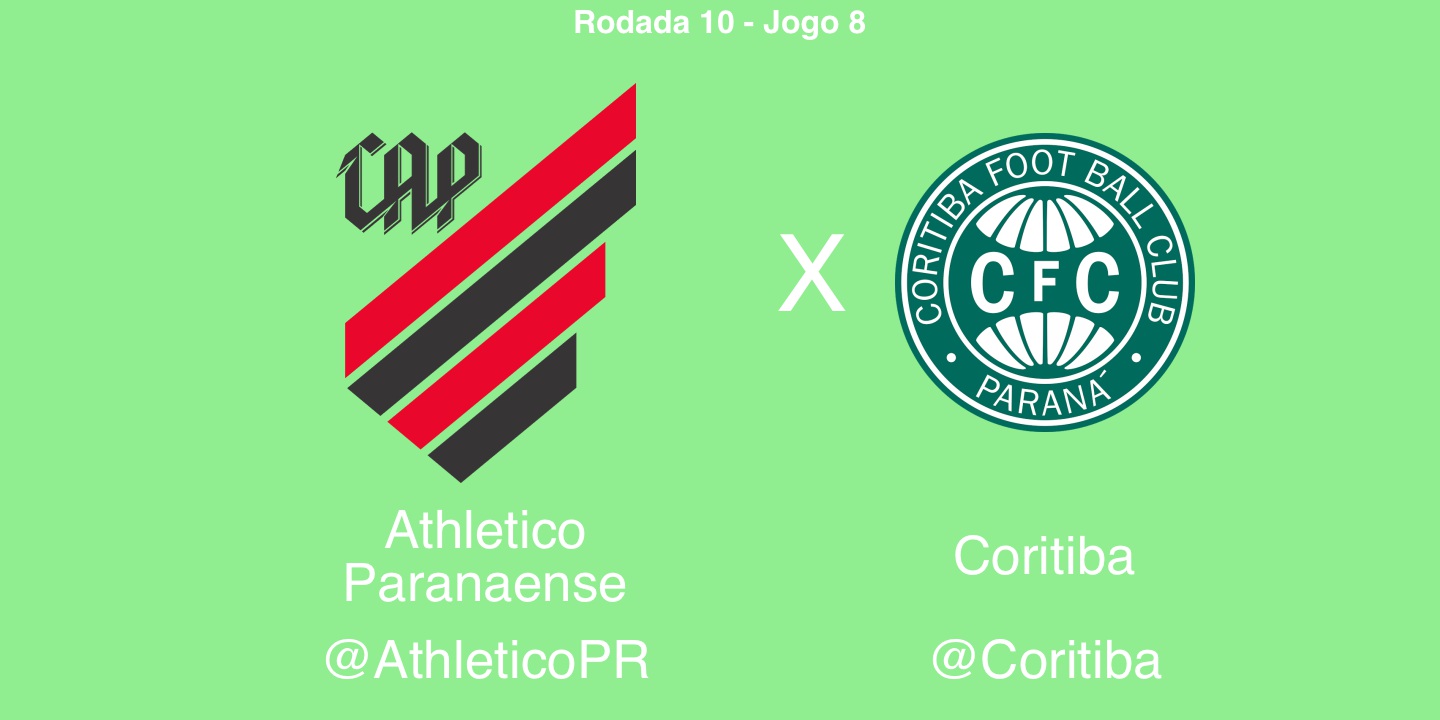 Rodada 10 - Jogo 8
CAP
X
CORITIBA FOOT BALL CLUB
CFC
PARANÁ
Athletico
Paranaense
Coritiba
@AthleticoPR
@Coritiba